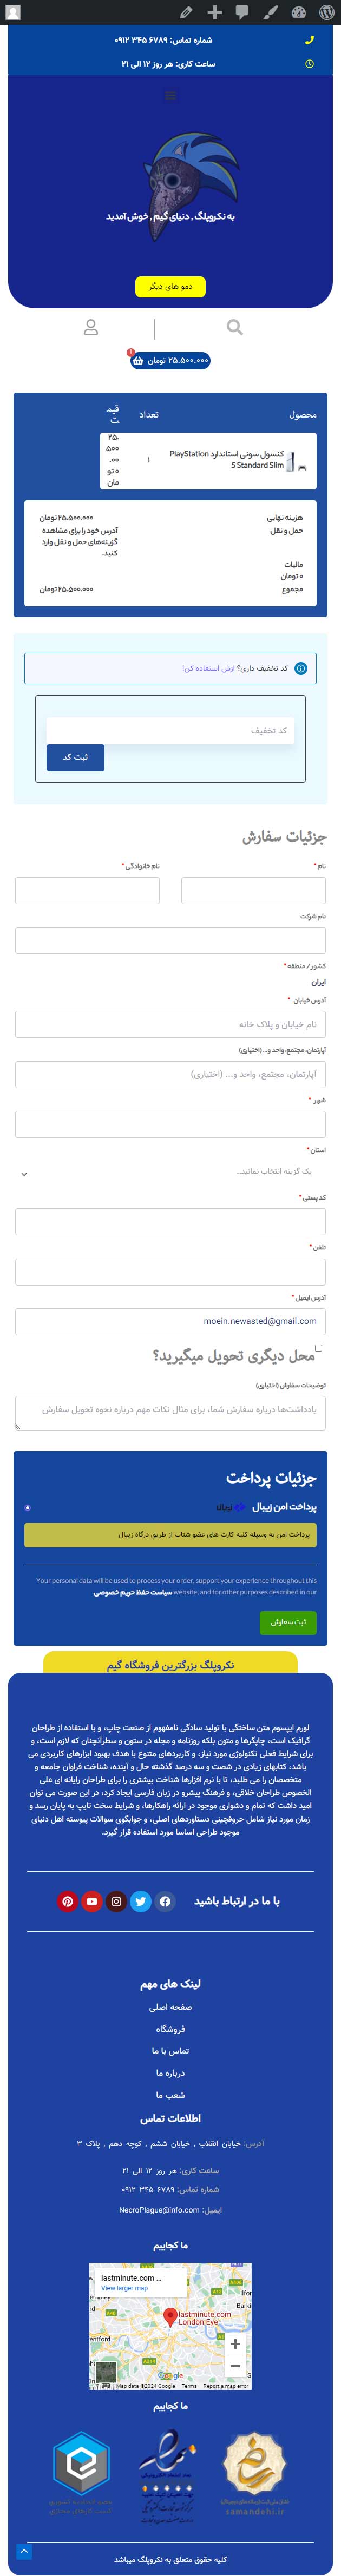 شماره تماس: ۶۷۸۹ ۳۴۵ ۰۹۱۲
ساعت کاری: هر روز ۱۲ الی ۲۱
به نکروپلگ , دنیای گیم , خوش آمدید
دمو های دیگر
۲۵.۵۰۰.۰۰۰ تومان
۱
محصول
تعداد
قیم
ت
کنسول سونی استاندارد PlayStation
5 Standard Slim
۱
۲۵.
۵۰۰
.۰۰
۰ تو
مان
هزینه نهایی
۲۵.۵۰۰.۰۰۰ تومان
حمل و نقل
آدرس خود را برای مشاهده
گزینه‌های حمل و نقل وارد
کنید.
مالیات
۰ تومان
مجموع
۲۵.۵۰۰.۰۰۰ تومان
کد تخفیف داری؟ ازش استفاده کن!
کد تخفیف
ثبت کد
جزئیات سفارش
نام *
نام خانوادگی *
نام شرکت
کشور / منطقه *
ایران
آدرس خیابان *
نام خیابان و پلاک خانه
آپارتمان، مجتمع، واحد و... (اختیاری)
آپارتمان، مجتمع، واحد و... (اختیاری)
شهر *
استان *
یک گزینه انتخاب نمائید...
کد پستی *
تلفن *
آدرس ایمیل *
moein.newasted@gmail.com
محل دیگری تحویل میگیرید؟
توضیحات سفارش (اختیاری)
یادداشت‌ها درباره سفارش شما، برای مثال نکات مهم درباره نحوه تحویل سفارش
جزئیات پرداخت
پرداخت امن زیبال
پرداخت امن به وسیله کلیه کارت های عضو شتاب از طریق درگاه زیبال
Your personal data will be used to process your order, support your experience throughout this
website, and for other purposes described in our سیاست حفظ حریم خصوصی.
ثبت سفارش
نکروپلگ بزرگترین فروشگاه گیم
لورم ایپسوم متن ساختگی با تولید سادگی نامفهوم از صنعت چاپ، و با استفاده از طراحان
گرافیک است، چاپگرها و متون بلکه روزنامه و مجله در ستون و سطرآنچنان که لازم است، و
برای شرایط فعلی تکنولوژی مورد نیاز، و کاربردهای متنوع با هدف بهبود ابزارهای کاربردی می
باشد، کتابهای زیادی در شصت و سه درصد گذشته حال و آینده، شناخت فراوان جامعه و
متخصصان را می طلبد، تا با نرم افزارها شناخت بیشتری را برای طراحان رایانه ای علی
الخصوص طراحان خلاقی، و فرهنگ پیشرو در زبان فارسی ایجاد کرد، در این صورت می توان
امید داشت که تمام و دشواری موجود در ارائه راهکارها، و شرایط سخت تایپ به پایان رسد و
زمان مورد نیاز شامل حروفچینی دستاوردهای اصلی، و جوابگوی سوالات پیوسته اهل دنیای
موجود طراحی اساسا مورد استفاده قرار گیرد.
با ما در ارتباط باشید
لینک های مهم
صفحه اصلی
فروشگاه
تماس با ما
درباره ما
شعب ما
اطلاعات تماس
آدرس: خیابان انقلاب , خیابان ششم , کوچه دهم , پلاک ۳
ساعت کاری: هر روز ۱۲ الی ۲۱
شماره تماس: ۶۷۸۹ ۳۴۵ ۰۹۱۲
ایمیل: NecroPlague@info.com
ما کجاییم
lastminute.com ...
View larger map
lastminute.com
London Eye
Google
Map data ©2024 Google
Terms
Report a map error
ما کجاییم
samandehi.ir
کلیه حقوق متعلق به نکروپلگ میباشد